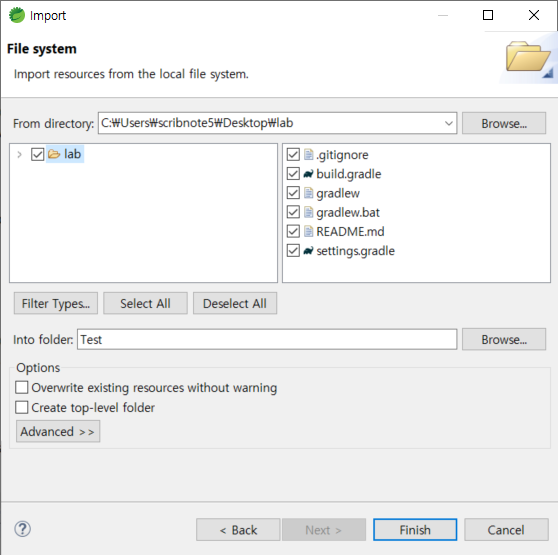 Import
File system
Import resources from the local file system.
From directory: C:₩Users₩scribnote5₩Desktop₩lab Browse...
lab
.gitignore
build.gradle
gradlew
gradlew.bat
README.md
settings.gradle
Filter Types... Select All Deselect All
Into folder: Test Browse...
Options
Overwrite existing resources without warning
Create top-level folder
Advanced >>
? < Back Next > Finish Cancel